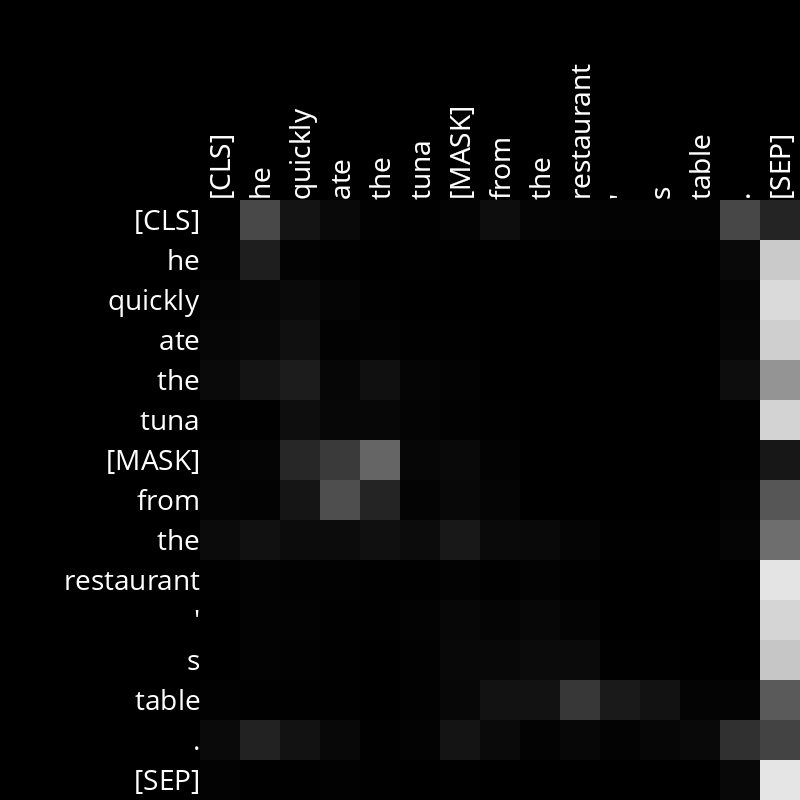 [CLS] he quickly ate the tuna [MASK] from the restaurant ' s table . [SEP]
[CLS]
he
quickly
ate
the
tuna
[MASK]
from
the
restaurant
'
s
table
.
[SEP]